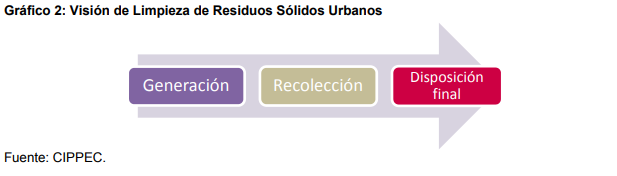 Gráfico 2: Visión de Limpieza de Residuos Sólidos Urbanos
Generación
Recolección
Disposición
final
Fuente: CIPPEC.